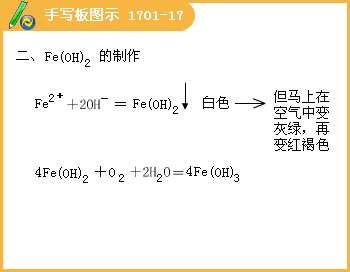 手写板图示 1701-17
二、Fe(OH)₂ 的制作
Fe²⁺ +2OH⁻ = Fe(OH)₂↓ 白色 → 但马上在
空气中变
灰绿，再
变红褐色
4Fe(OH)₂ +O₂ +2H₂O=4Fe(OH)₃